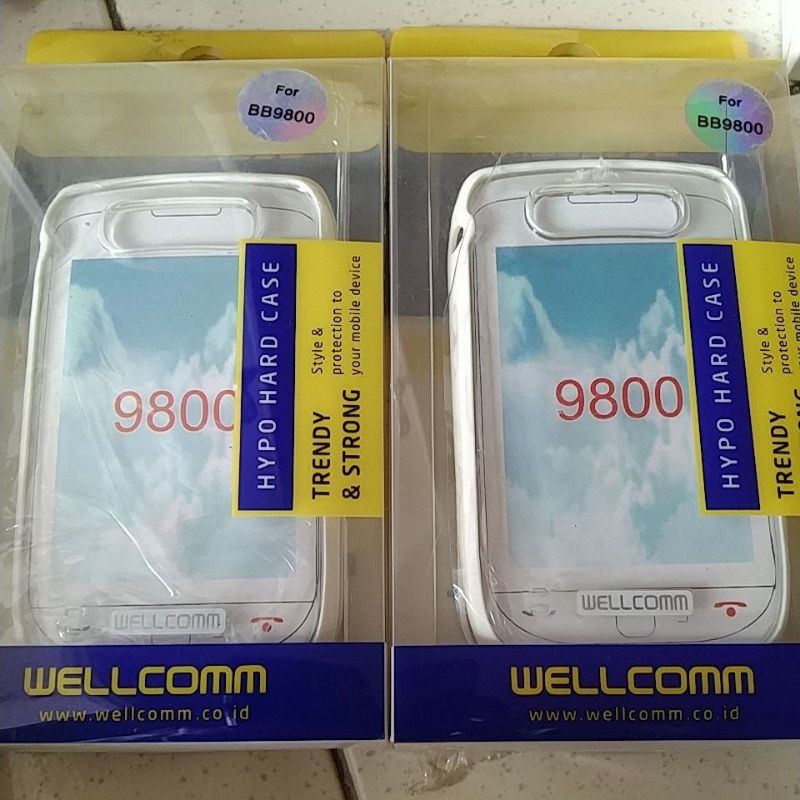 For
BB9800
9800
HYPO HARD CASE
TRENDY
& STRONG
Style &
protection to
your mobile device
WELLCOMM
WELLCOMM
www.wellcomm.co.id
For
BB9800
9800
HYPO HARD CASE
TRENDY
Style &
protection to
your mobile device
WELLCOMM
WELLCOMM
www.wellcomm.co.id